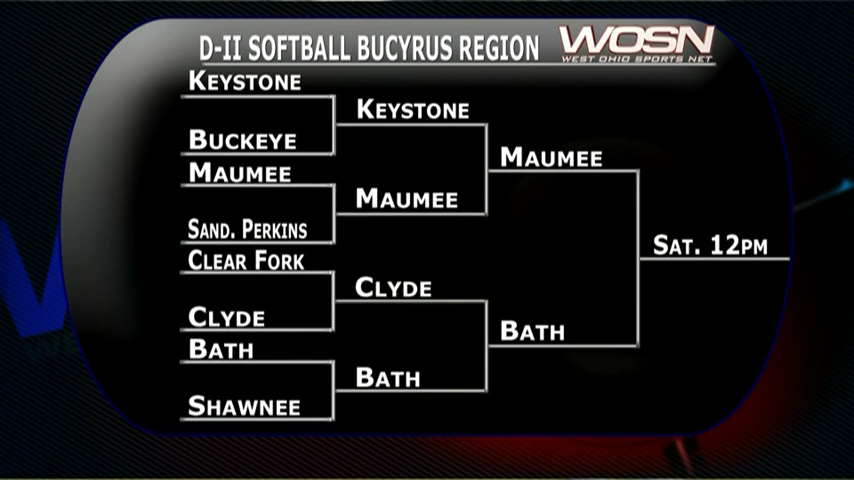 D-II SOFTBALL BUCYRUS REGION
WOSN
WEST OHIO SPORTS NET
KEYSTONE
BUCKEYE
MAUMEE
SAND. PERKINS
CLEAR FORK
CLYDE
BATH
SHAWNEE
KEYSTONE
MAUMEE
CLYDE
BATH
MAUMEE
BATH
SAT. 12PM